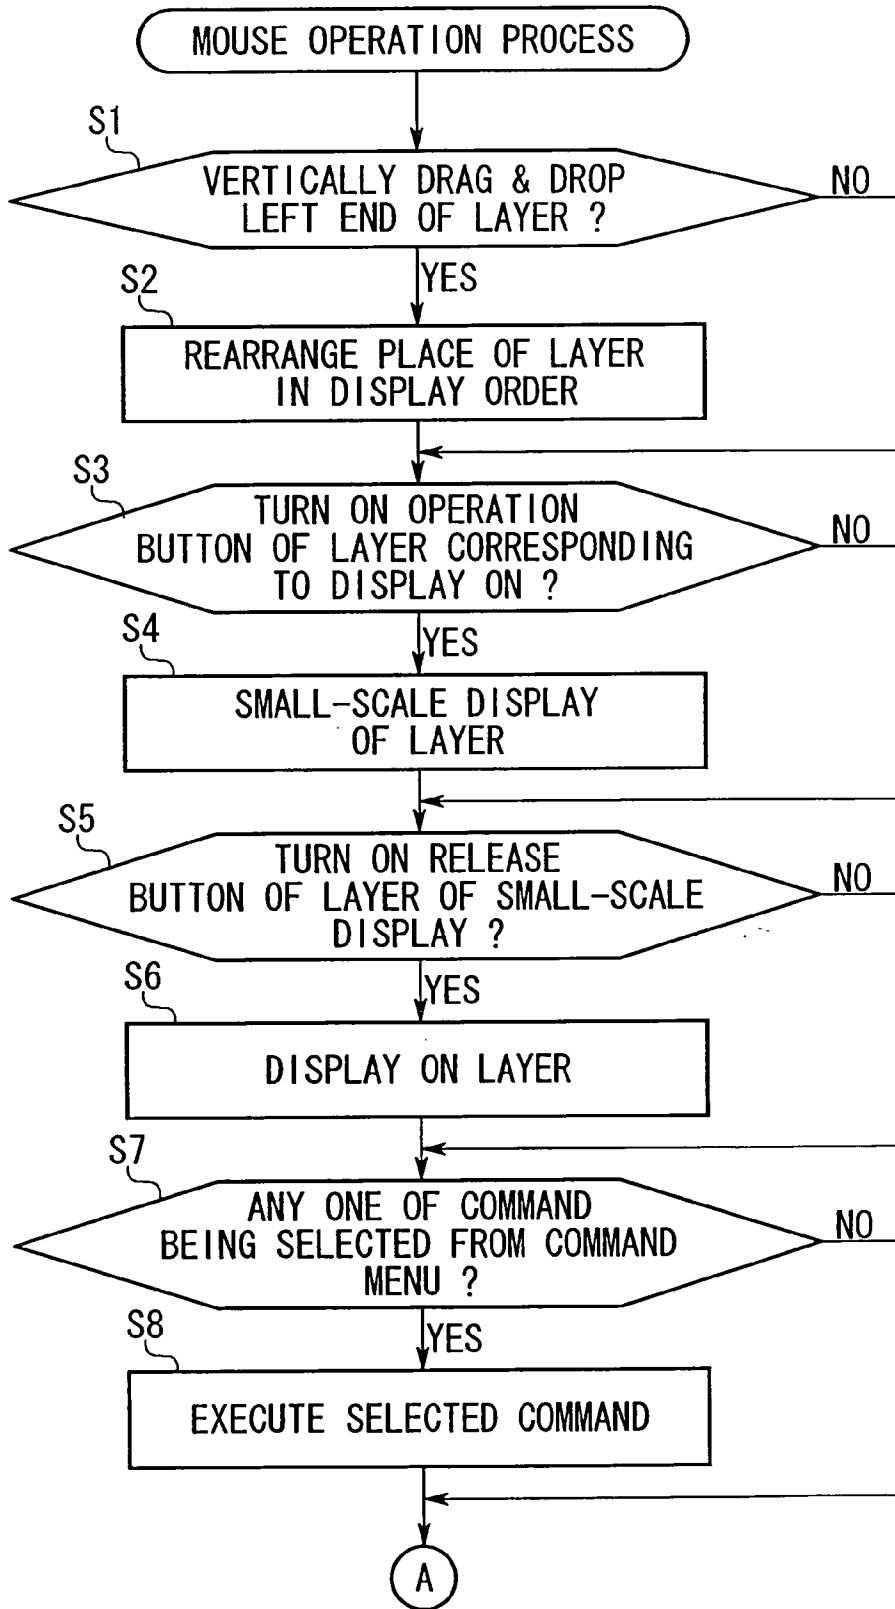 MOUSE OPERATION PROCESS
S1
VERTICALLY DRAG & DROP
LEFT END OF LAYER ?
NO
YES
S2
REARRANGE PLACE OF LAYER
IN DISPLAY ORDER
S3
TURN ON OPERATION
BUTTON OF LAYER CORRESPONDING
TO DISPLAY ON ?
NO
YES
S4
SMALL-SCALE DISPLAY
OF LAYER
S5
TURN ON RELEASE
BUTTON OF LAYER OF SMALL-SCALE
DISPLAY ?
NO
YES
S6
DISPLAY ON LAYER
S7
ANY ONE OF COMMAND
BEING SELECTED FROM COMMAND
MENU ?
NO
YES
S8
EXECUTE SELECTED COMMAND
A